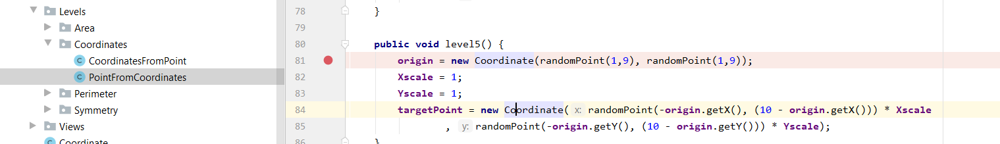 Levels
Area
Coordinates
CoordinatesFromPoint
PointFromCoordinates
Perimeter
Symmetry
Views
Coordinate
78 }
79
80 public void level5() {
81 origin = new Coordinate(randomPoint(1,9), randomPoint(1,9));
82 Xscale = 1;
83 Yscale = 1;
84 targetPoint = new Coordinate( x: randomPoint(-origin.getX(), (10 - origin.getX())) * Xscale
85 , y: randomPoint(-origin.getY(), (10 - origin.getY())) * Yscale);
86 }